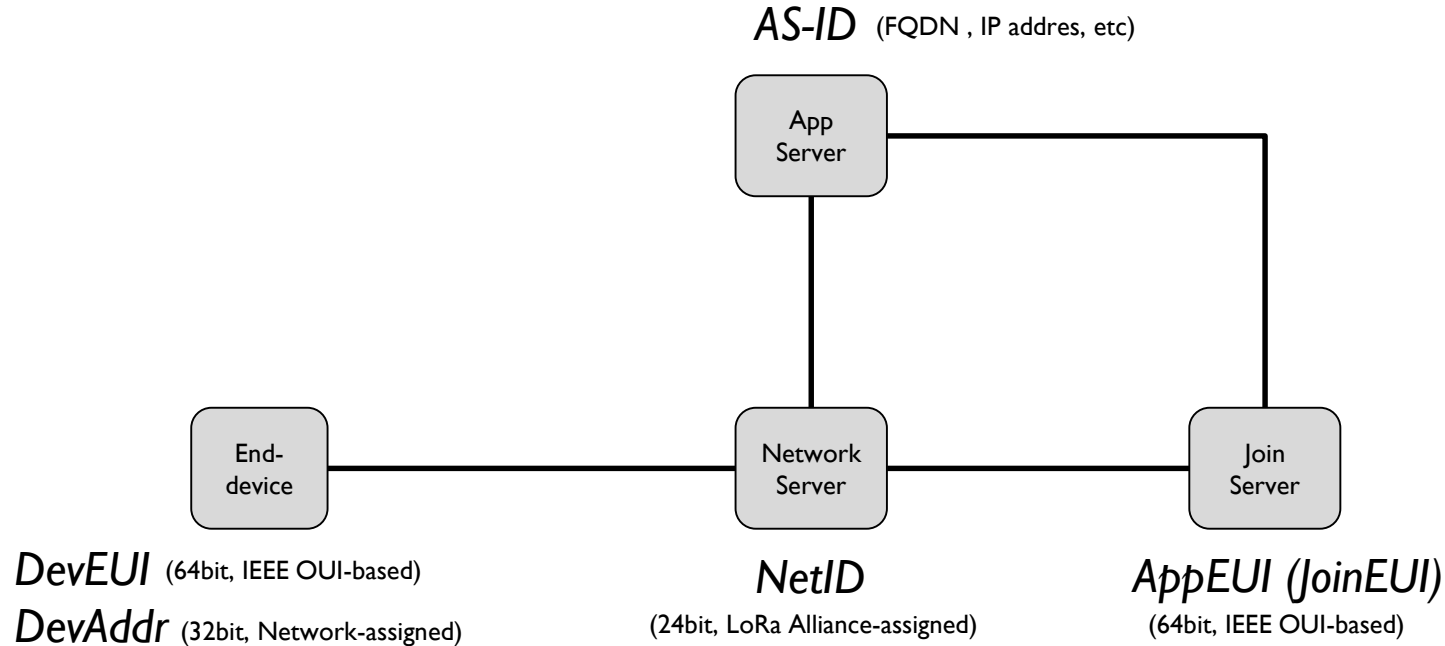 AS-ID (FQDN , IP addres, etc)
App
Server
End-
device
Network
Server
Join
Server
DevEUI (64bit, IEEE OUI-based)
DevAddr (32bit, Network-assigned)
NetID
(24bit, LoRa Alliance-assigned)
AppEUI (JoinEUI)
(64bit, IEEE OUI-based)